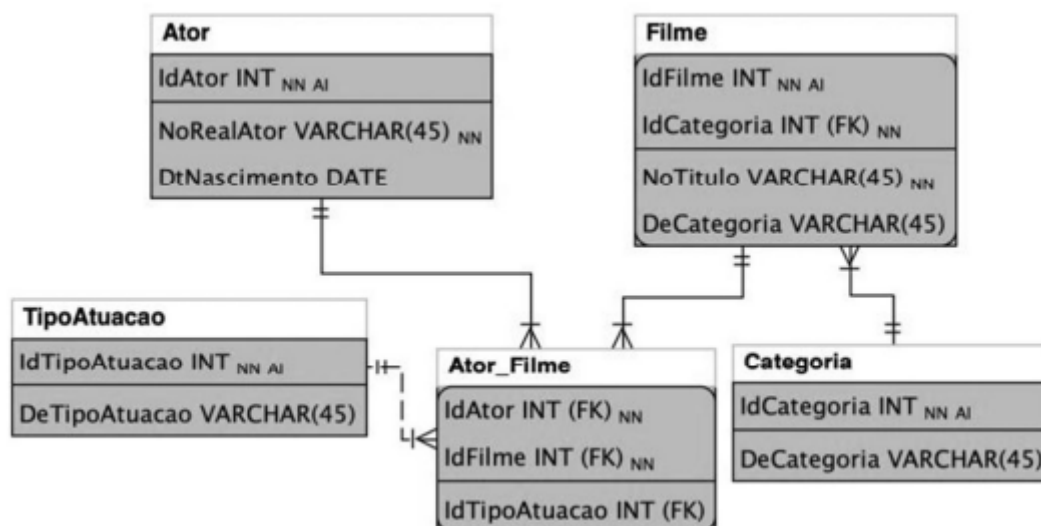 Ator
IdAtor INT NN AI
NoRealAtor VARCHAR(45) NN
DtNascimento DATE
Filme
IdFilme INT NN AI
IdCategoria INT (FK) NN
NoTitulo VARCHAR(45) NN
DeCategoria VARCHAR(45)
TipoAtuacao
IdTipoAtuacao INT NN AI
DeTipoAtuacao VARCHAR(45)
Ator_Filme
IdAtor INT (FK) NN
IdFilme INT (FK) NN
IdTipoAtuacao INT (FK)
Categoria
IdCategoria INT NN AI
DeCategoria VARCHAR(45)